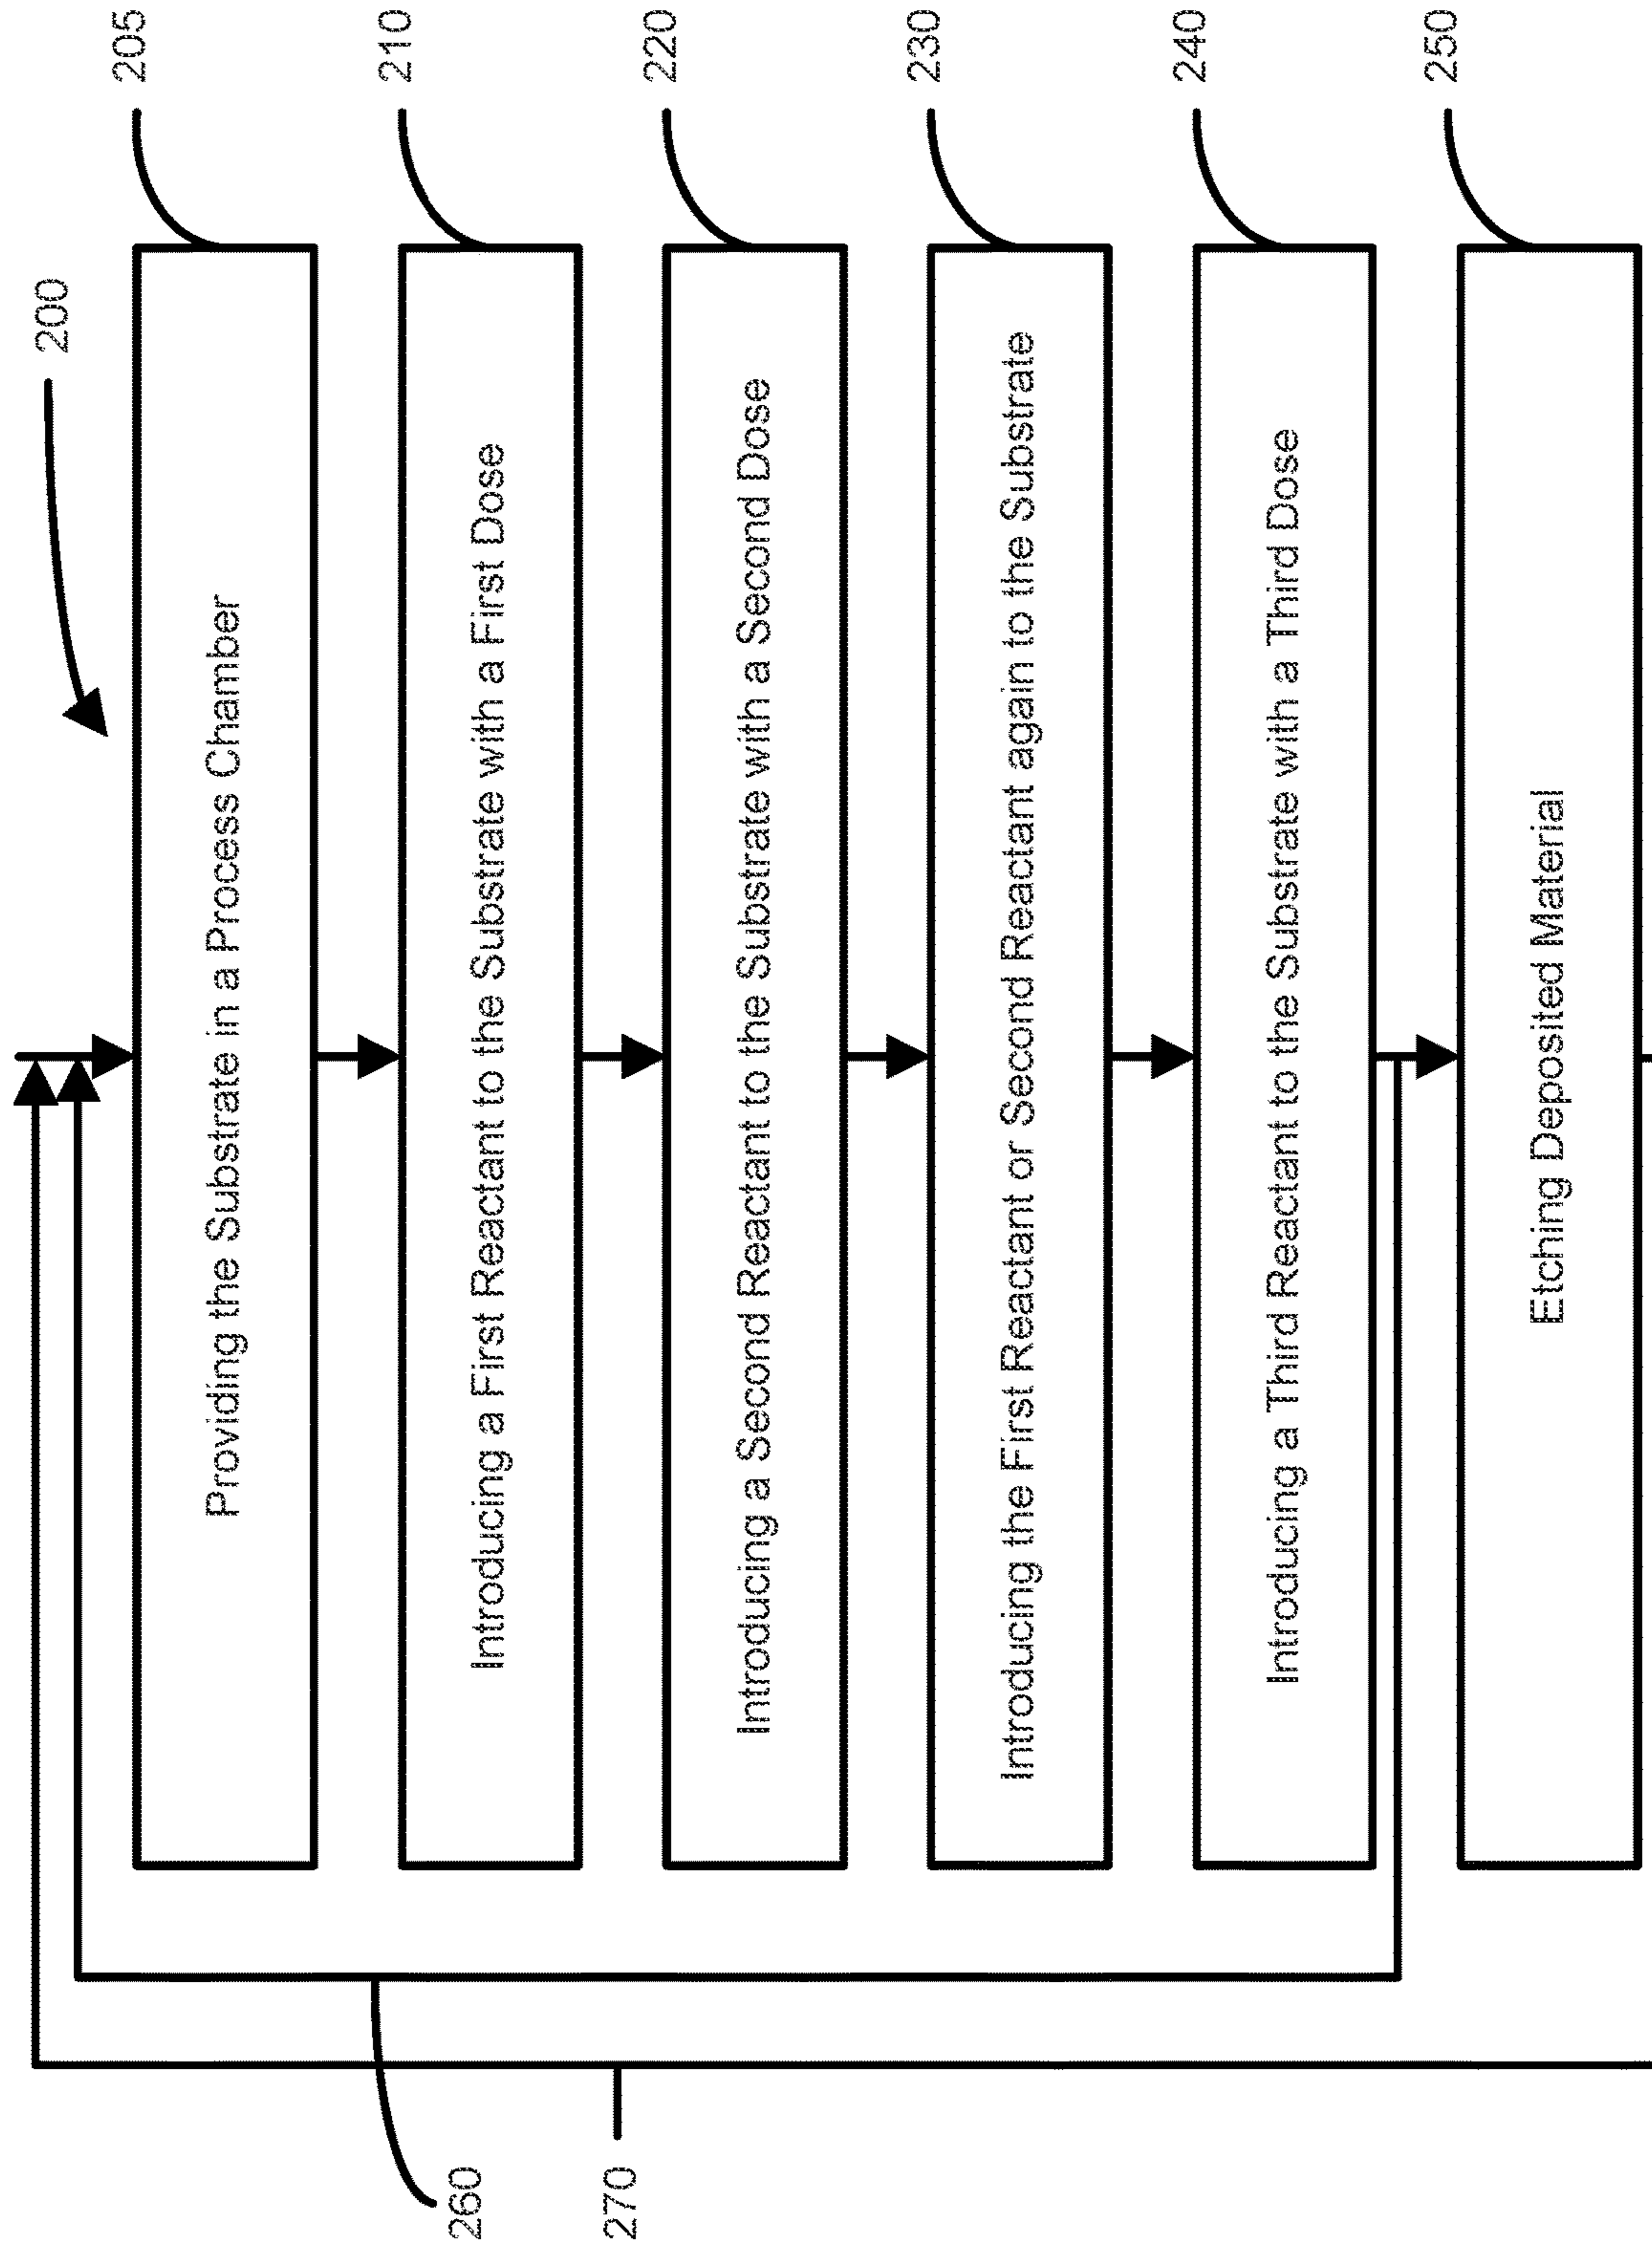 200
Providing the Substrate in a Process Chamber
205
Introducing a First Reactant to the Substrate with a First Dose
210
Introducing a Second Reactant to the Substrate with a Second Dose
220
Introducing the First Reactant or Second Reactant again to the Substrate
230
Introducing a Third Reactant to the Substrate with a Third Dose
240
Etching Deposited Material
250
260
270